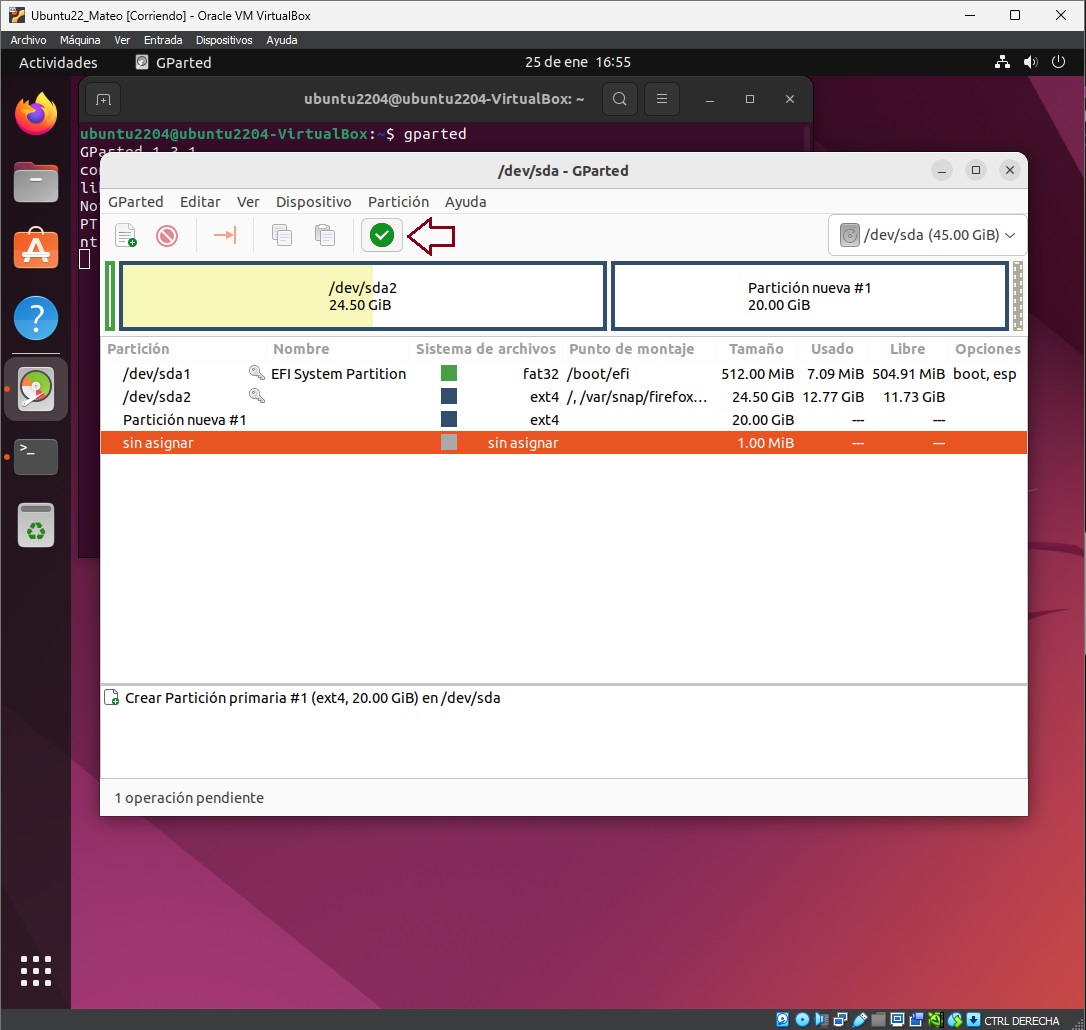 Ubuntu22_Mateo [Corriendo] - Oracle VM VirtualBox
Archivo Máquina Ver Entrada Dispositivos Ayuda
Actividades GParted 25 de ene 16:55
ubuntu2204@ubuntu2204-VirtualBox: ~
ubuntu2204@ubuntu2204-VirtualBox:~$ gparted
GParted 1.3.1
/dev/sda - GParted
GParted Editar Ver Dispositivo Partición Ayuda
/dev/sda (45.00 GiB)
/dev/sda2
24.50 GiB
Partición nueva #1
20.00 GiB
Partición Nombre Sistema de archivos Punto de montaje Tamaño Usado Libre Opciones
/dev/sda1 EFI System Partition fat32 /boot/efi 512.00 MiB 7.09 MiB 504.91 MiB boot, esp
/dev/sda2 ext4 /, /var/snap/firefox... 24.50 GiB 12.77 GiB 11.73 GiB
Partición nueva #1 ext4 20.00 GiB --- ---
sin asignar sin asignar 1.00 MiB --- ---
Crear Partición primaria #1 (ext4, 20.00 GiB) en /dev/sda
1 operación pendiente
CTRL DERECHA